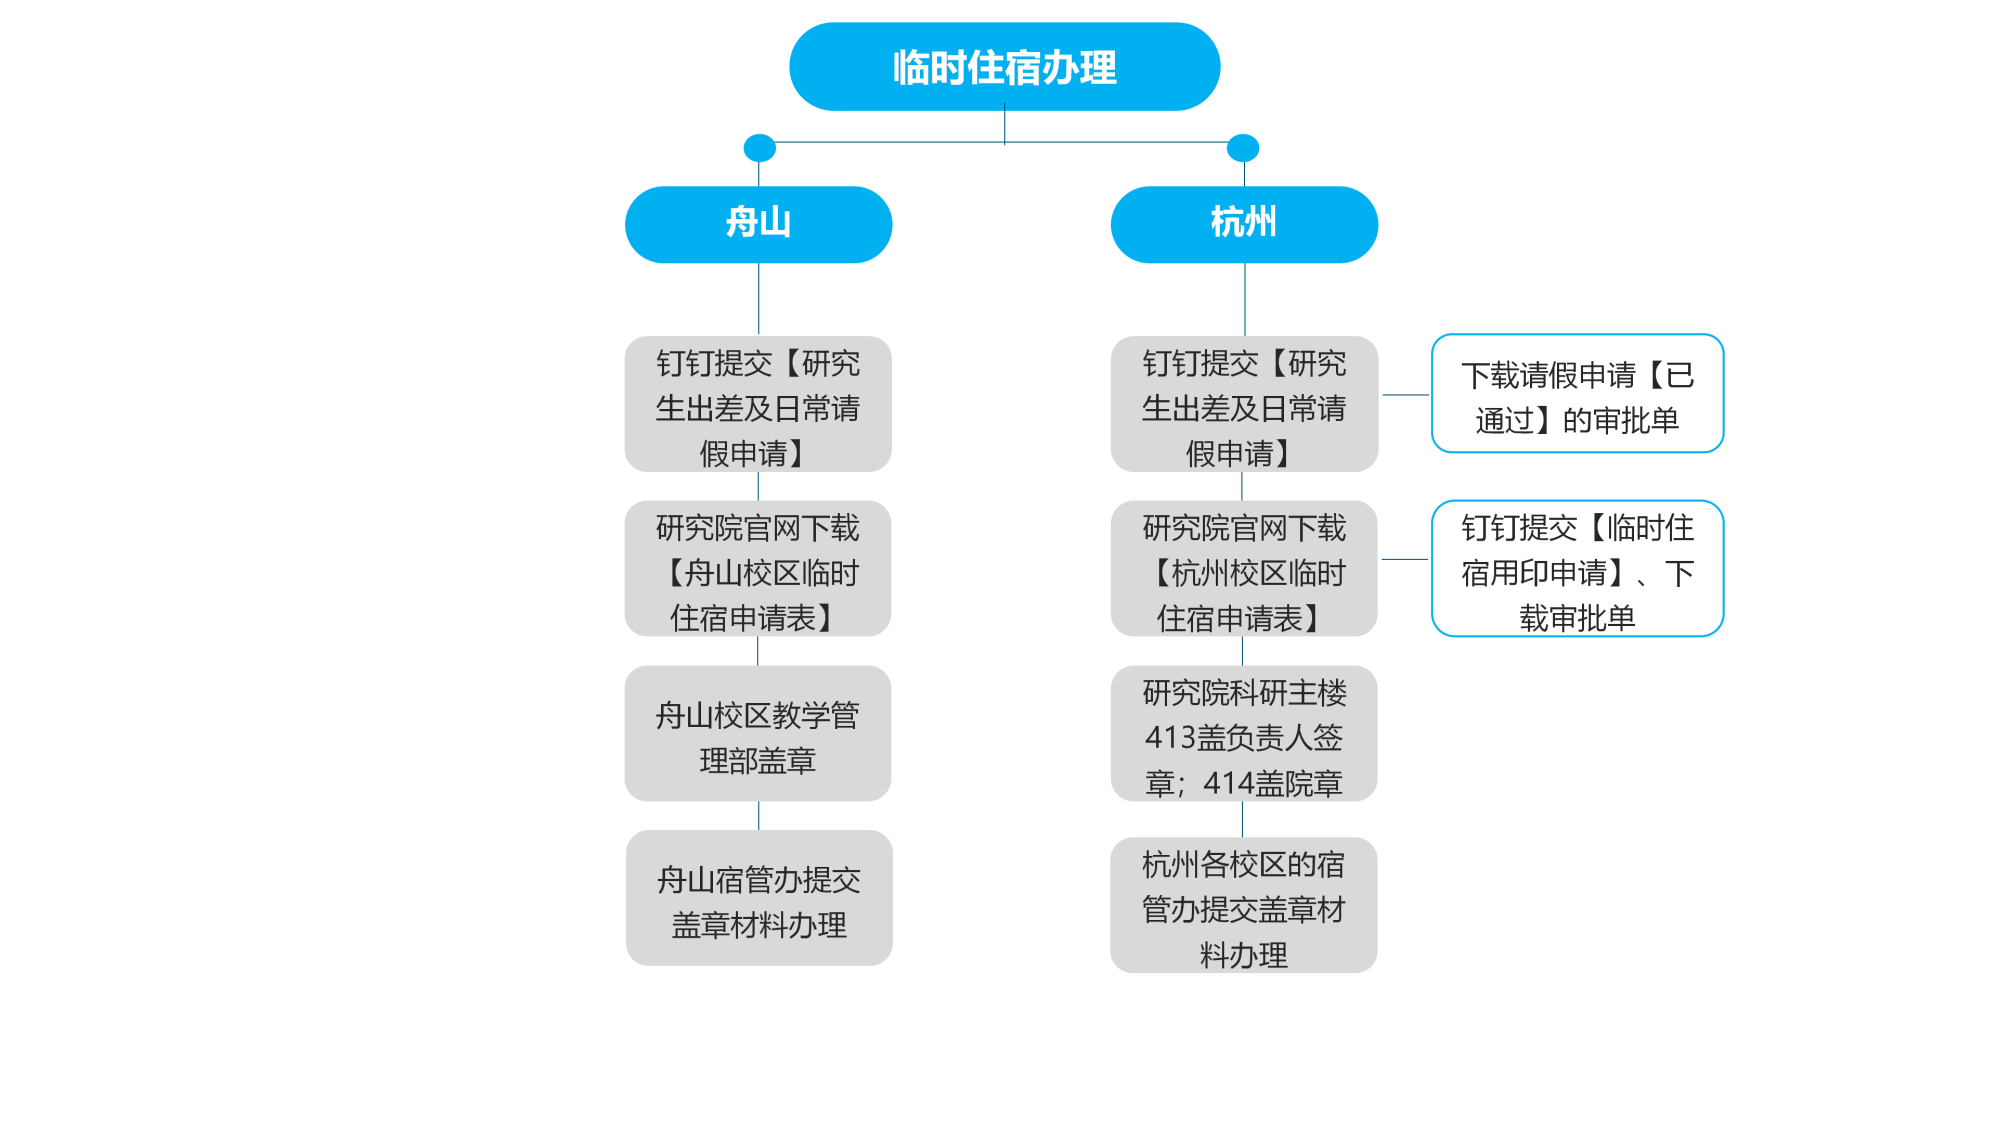 临时住宿办理
舟山
钉钉提交【研究
生出差及日常请
假申请】
研究院官网下载
【舟山校区临时
住宿申请表】
舟山校区教学管
理部盖章
舟山宿管办提交
盖章材料办理
杭州
钉钉提交【研究
生出差及日常请
假申请】
下载请假申请【已
通过】的审批单
研究院官网下载
【杭州校区临时
住宿申请表】
钉钉提交【临时住
宿用印申请】、下
载审批单
研究院科研主楼
413盖负责人签
章；414盖院章
杭州各校区的宿
管办提交盖章材
料办理